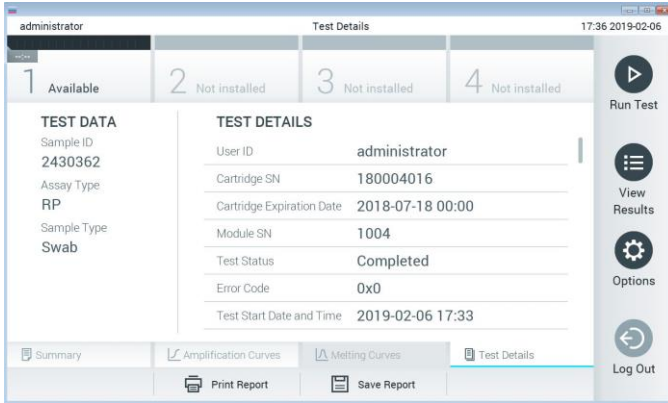 administrator Test Details 17:36 2019-02-06
--:--
1 Available 2 Not installed 3 Not installed 4 Not installed
Run Test
TEST DATA
Sample ID
2430362
Assay Type
RP
Sample Type
Swab
TEST DETAILS
User ID administrator
Cartridge SN 180004016
Cartridge Expiration Date 2018-07-18 00:00
Module SN 1004
Test Status Completed
Error Code 0x0
Test Start Date and Time 2019-02-06 17:33
View
Results
Options
Summary Amplification Curves Melting Curves Test Details
Print Report Save Report
Log Out